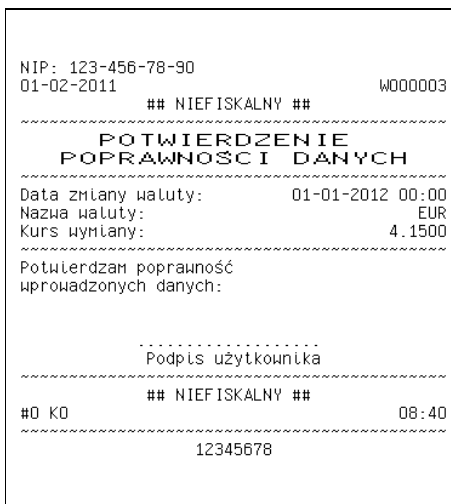 NIP: 123-456-78-90
01-02-2011 W000003
## NIEFISKALNY ##
~~~~~~~~~~~~~~~~~~~~~~~~~~~~~~~~~~~~~~~~
POTWIERDZENIE
POPRAWNOŚCI DANYCH
~~~~~~~~~~~~~~~~~~~~~~~~~~~~~~~~~~~~~~~~
Data zmiany waluty: 01-01-2012 00:00
Nazwa waluty: EUR
Kurs wymiany: 4.1500
~~~~~~~~~~~~~~~~~~~~~~~~~~~~~~~~~~~~~~~~
Potwierdzam poprawność
wprowadzonych danych:
...................
Podpis użytkownika
~~~~~~~~~~~~~~~~~~~~~~~~~~~~~~~~~~~~~~~~
## NIEFISKALNY ##
#0 K0 08:40
~~~~~~~~~~~~~~~~~~~~~~~~~~~~~~~~~~~~~~~~
12345678